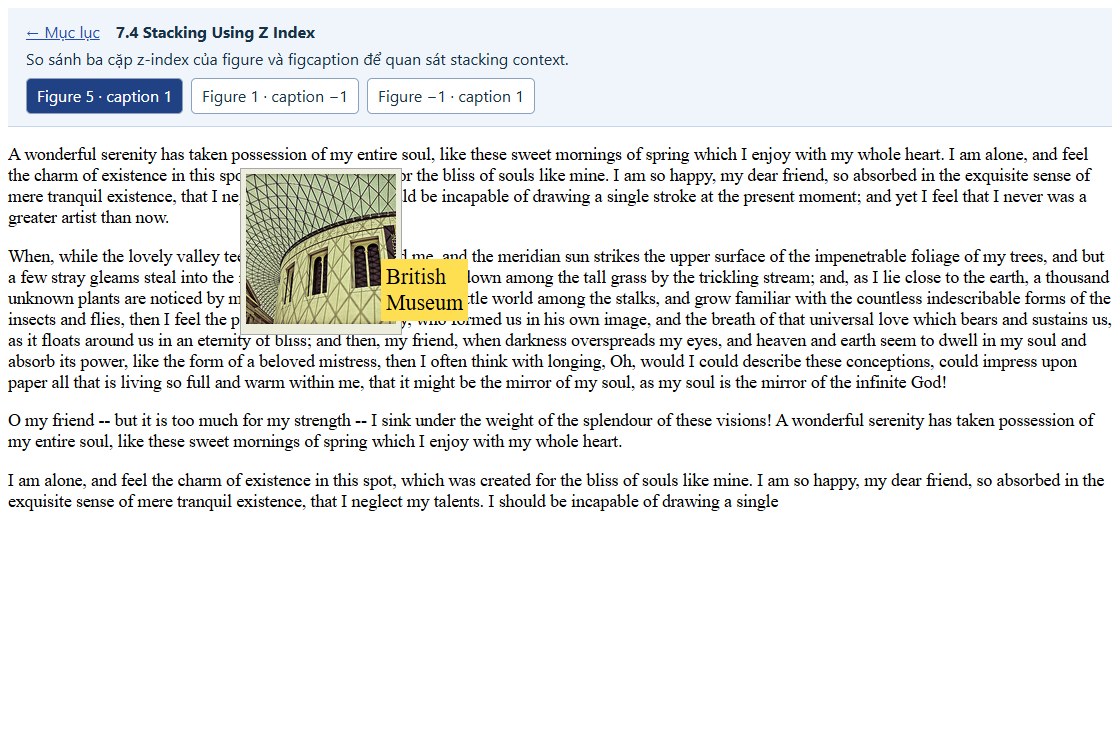 ← Mục lục 7.4 Stacking Using Z Index
So sánh ba cặp z-index của figure và figcaption để quan sát stacking context.
Figure 5 · caption 1 Figure 1 · caption −1 Figure −1 · caption 1
A wonderful serenity has taken possession of my entire soul, like these sweet mornings of spring which I enjoy with my whole heart. I am alone, and feel
the charm of existence in this or the bliss of souls like mine. I am so happy, my dear friend, so absorbed in the exquisite sense of
mere tranquil existence, that I be incapable of drawing a single stroke at the present moment; and yet I feel that I never was a
greater artist than now.
When, while the lovely valley me, and the meridian sun strikes the upper surface of the impenetrable foliage of my trees, and but
a few stray gleams steal into the British down among the tall grass by the trickling stream; and, as I lie close to the earth, a thousand
unknown plants are noticed by Museum world among the stalks, and grow familiar with the countless indescribable forms of the
insects and flies, then I feel the who formed us in his own image, and the breath of that universal love which bears and sustains us,
as it floats around us in an eternity of bliss; and then, my friend, when darkness overspreads my eyes, and heaven and earth seem to dwell in my soul and
absorb its power, like the form of a beloved mistress, then I often think with longing, Oh, would I could describe these conceptions, could impress upon
paper all that is living so full and warm within me, that it might be the mirror of my soul, as my soul is the mirror of the infinite God!
O my friend -- but it is too much for my strength -- I sink under the weight of the splendour of these visions! A wonderful serenity has taken possession of
my entire soul, like these sweet mornings of spring which I enjoy with my whole heart.
I am alone, and feel the charm of existence in this spot, which was created for the bliss of souls like mine. I am so happy, my dear friend, so absorbed in the
exquisite sense of mere tranquil existence, that I neglect my talents. I should be incapable of drawing a single